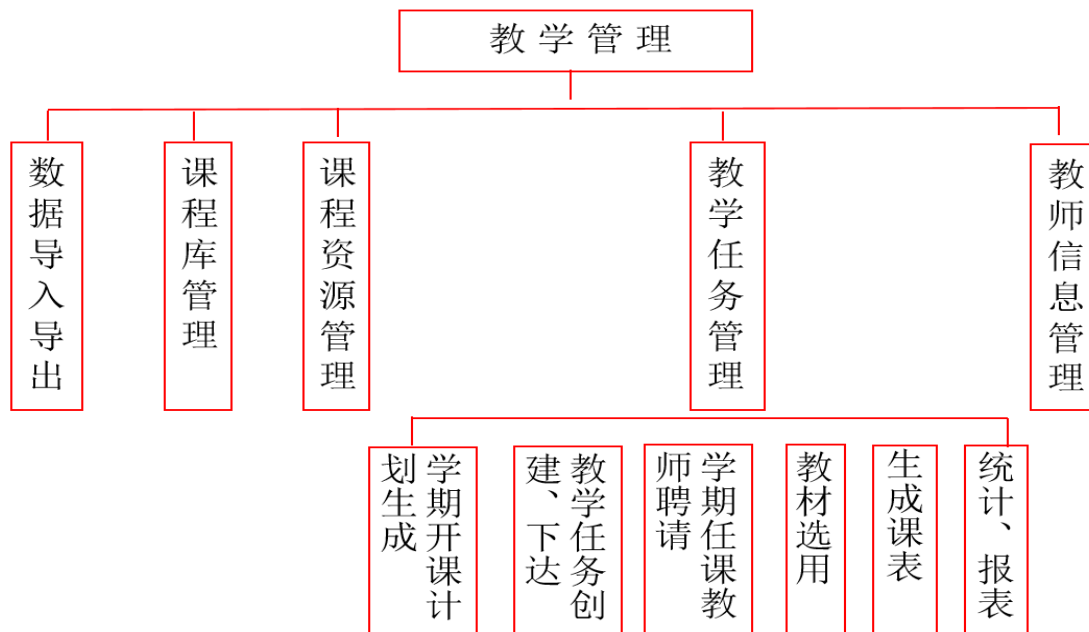 教学管理
数据导入导出
课程库管理
课程资源管理
教学任务管理
教师信息管理
学期开课计
划生成
教学任务创
建、下达
学期任课教
师聘请
教材选用
生成课表
统计、报表